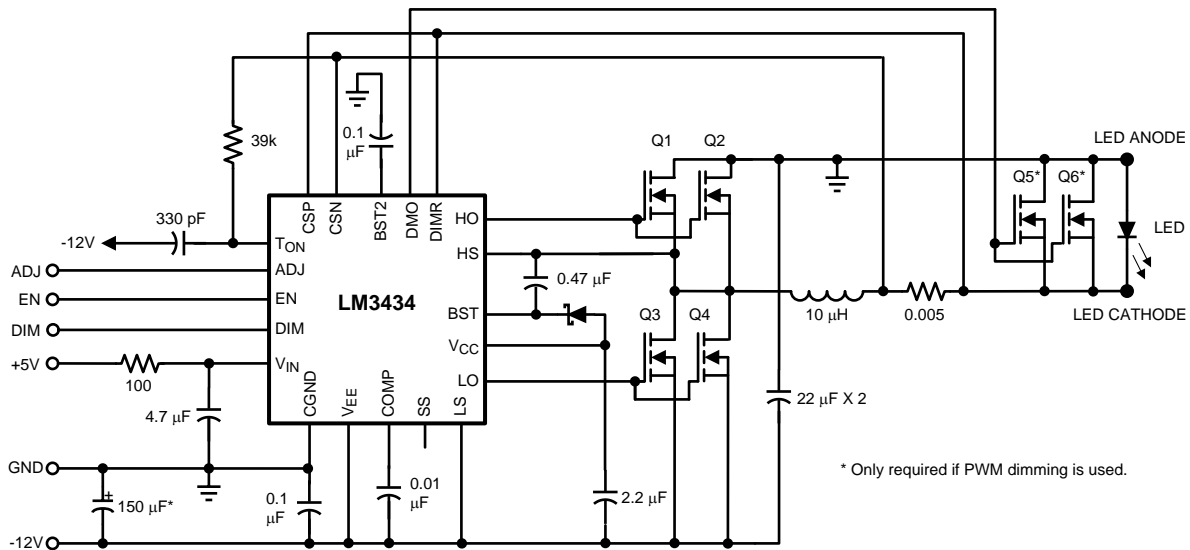 39k
0.1
μF
Q1
Q2
LED ANODE
Q5*
Q6*
330 pF
-12V
CSP
CSN
BST2
DMO
DIMR
HO
LED
TON
HS
ADJ
ADJ
0.47 μF
EN
EN
LM3434
BST
Q3
Q4
10 μH
0.005
LED CATHODE
DIM
DIM
VCC
+5V
100
VIN
LO
CGND
VEE
COMP
SS
LS
4.7 μF
22 μF X 2
GND
* Only required if PWM dimming is used.
150 μF*
+
0.1
μF
0.01
μF
2.2 μF
-12V